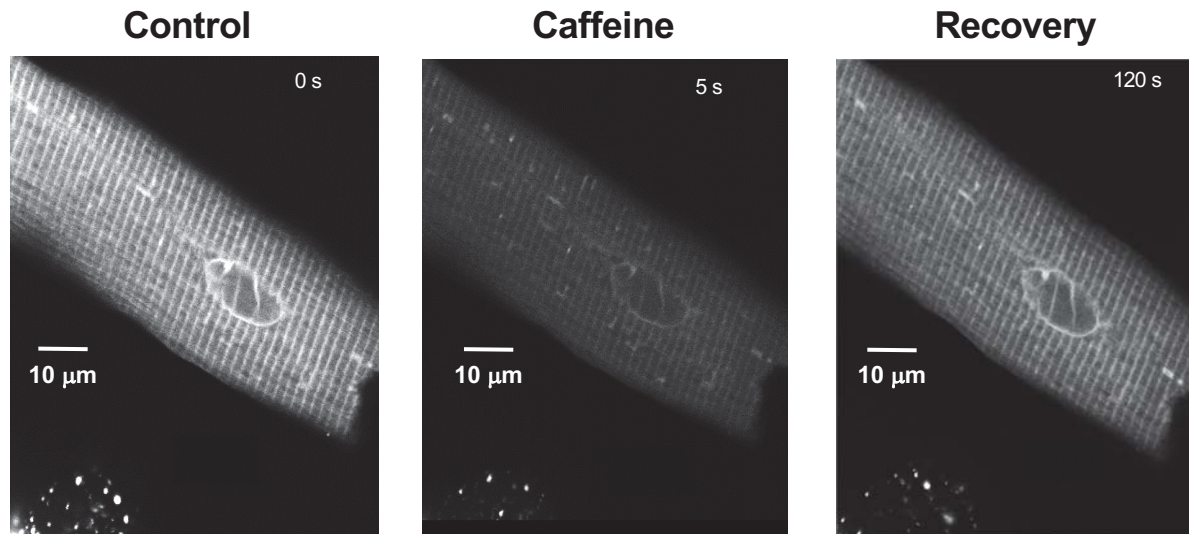 Control
Caffeine
Recovery
0 s
5 s
120 s
10 μm
10 μm
10 μm